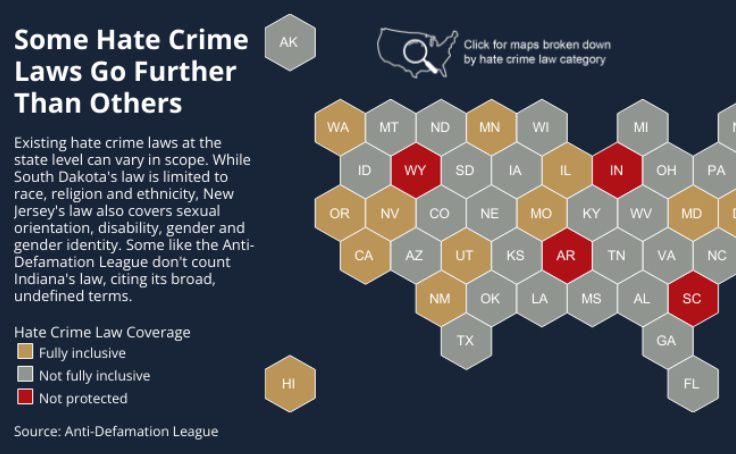 Some Hate Crime
Laws Go Further
Than Others
Existing hate crime laws at the
state level can vary in scope. While
South Dakota's law is limited to
race, religion and ethnicity, New
Jersey's law also covers sexual
orientation, disability, gender and
gender identity. Some like the Anti-
Defamation League don't count
Indiana's law, citing its broad,
undefined terms.
Hate Crime Law Coverage
Fully inclusive
Not fully inclusive
Not protected
Source: Anti-Defamation League
Click for maps broken down
by hate crime law category
AK
WA MT ND MN WI MI
ID WY SD IA IL IN OH PA
OR NV CO NE MO KY WV MD
CA AZ UT KS AR TN VA NC
NM OK LA MS AL SC
TX GA
HI FL